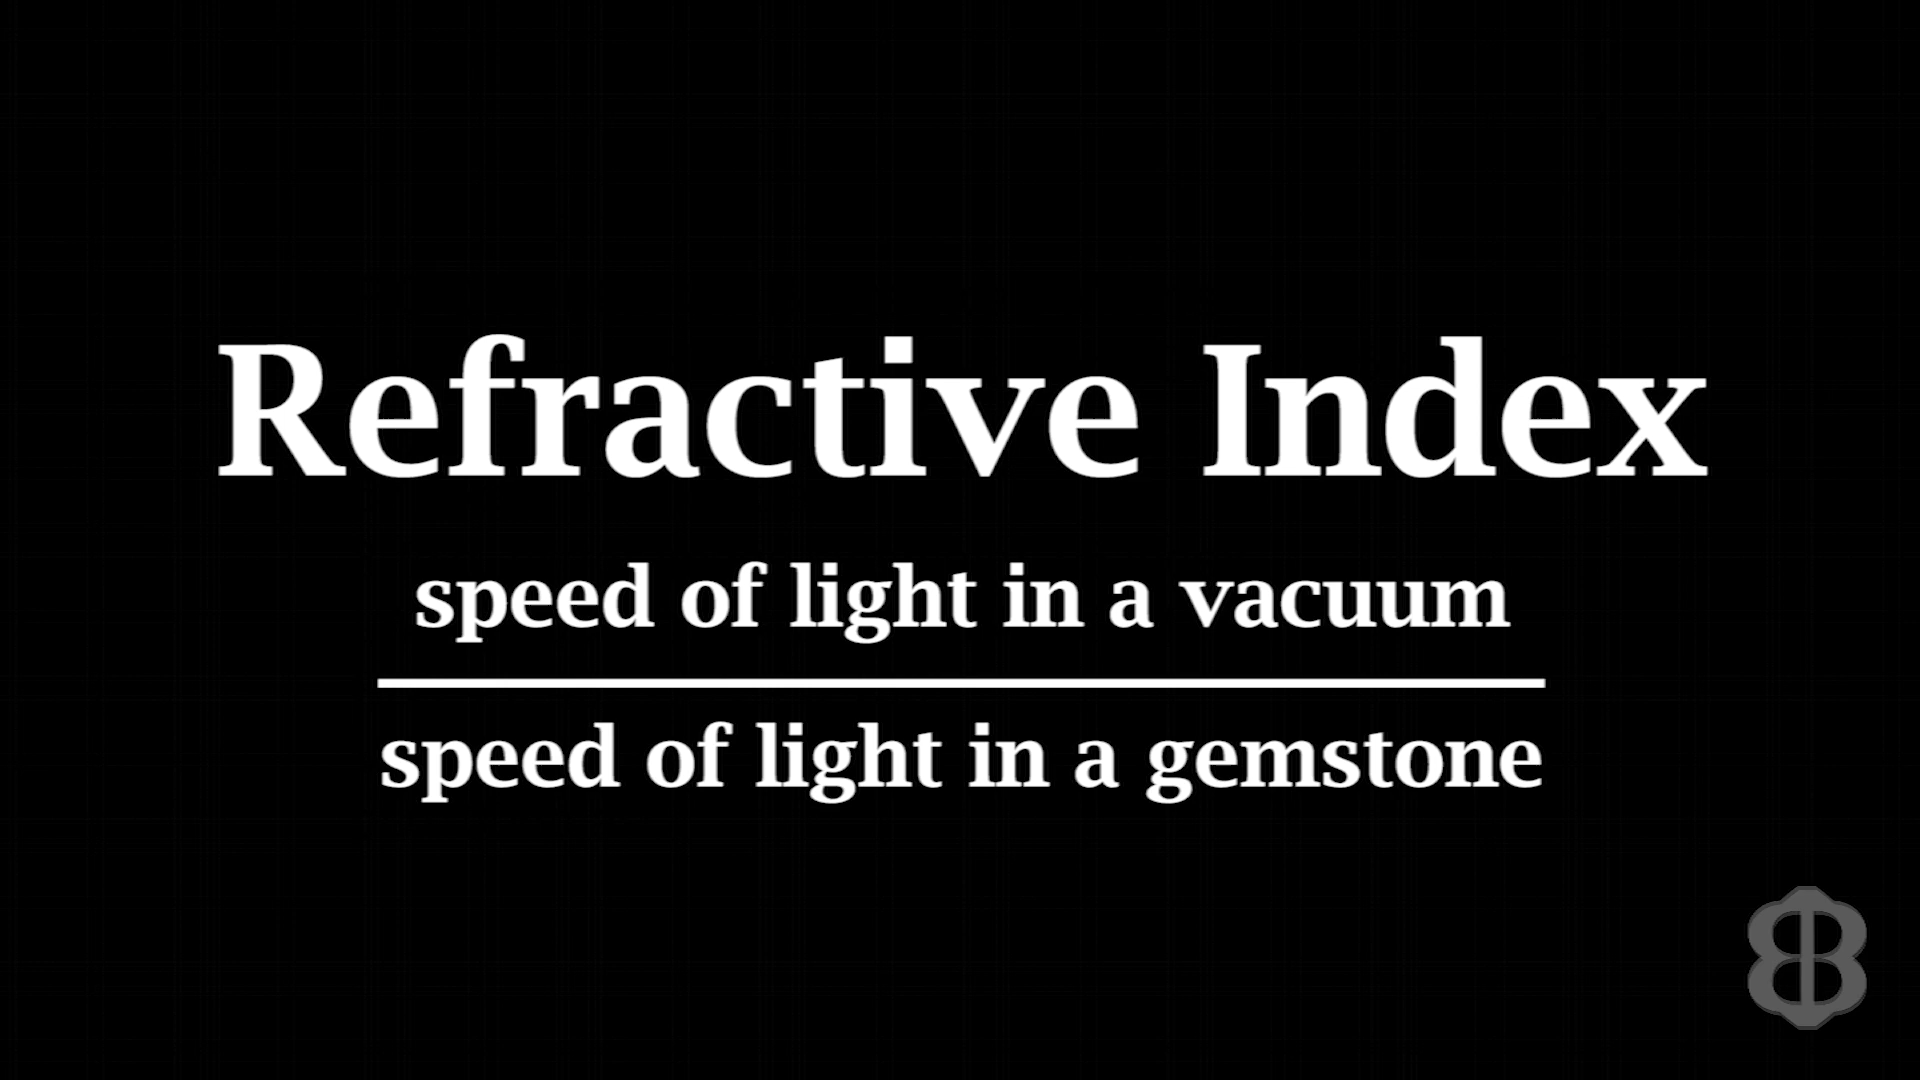 Refractive Index
speed of light in a vacuum
speed of light in a gemstone